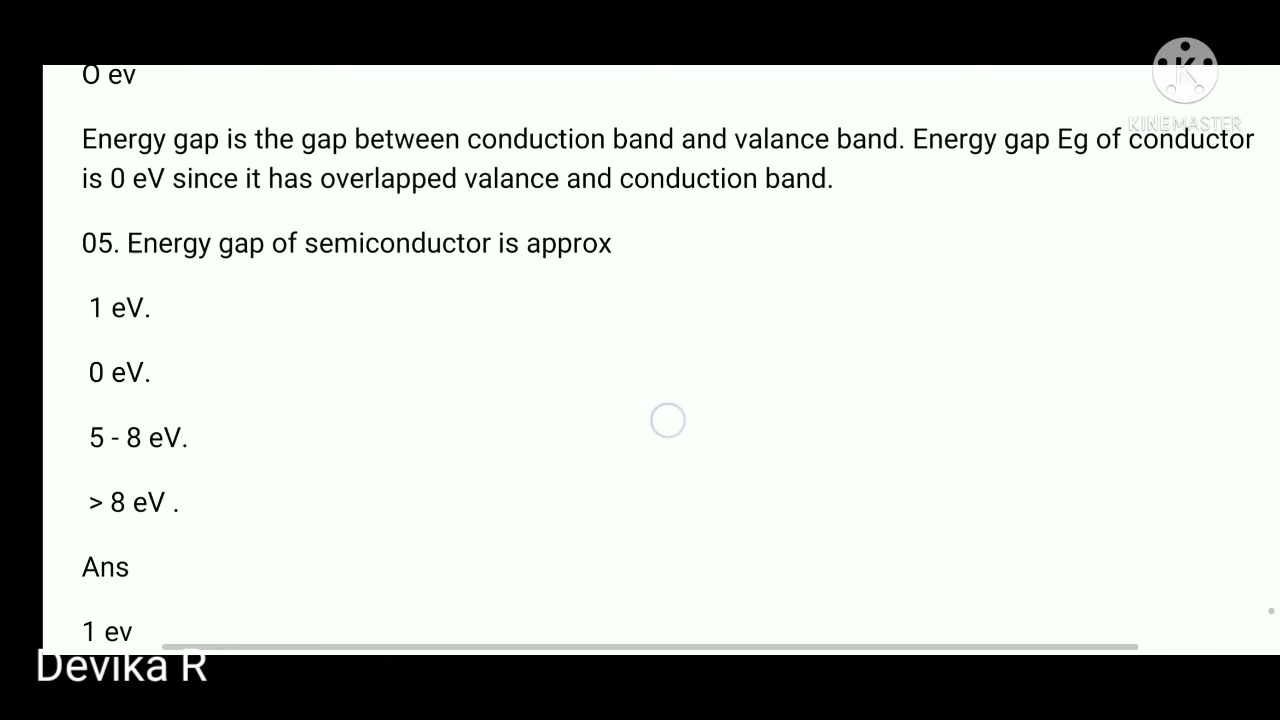 O ev
KINEMASTER
Energy gap is the gap between conduction band and valance band. Energy gap Eg of conductor
is 0 eV since it has overlapped valance and conduction band.
05. Energy gap of semiconductor is approx
1 eV.
0 eV.
5 - 8 eV.
> 8 eV .
Ans
1 ev
Devika R